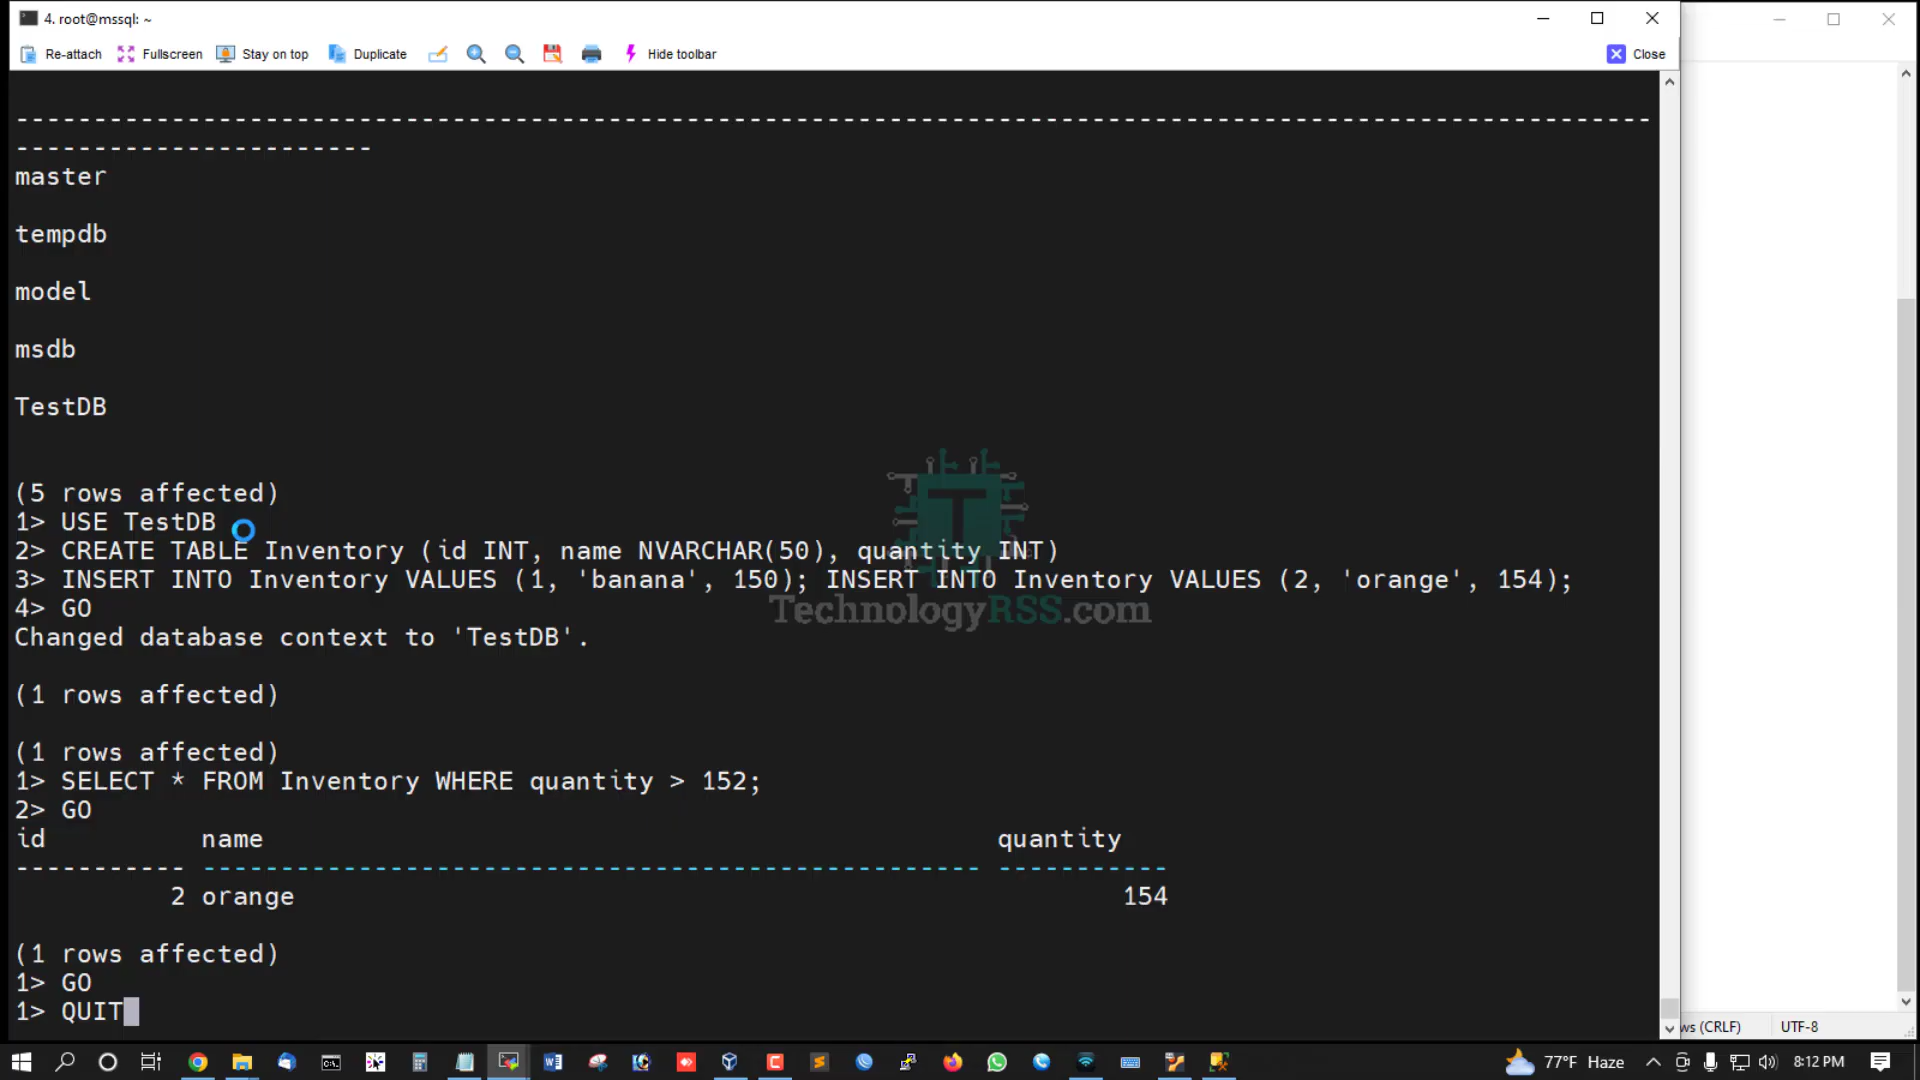 4. root@mssql: ~
Re-attach Fullscreen Stay on top Duplicate Hide toolbar Close
----------------------------------------------------------------------------------------------------------
-----------------------
master
tempdb
model
msdb
TestDB
(5 rows affected)
1> USE TestDB
2> CREATE TABLE Inventory (id INT, name NVARCHAR(50), quantity INT)
3> INSERT INTO Inventory VALUES (1, 'banana', 150); INSERT INTO Inventory VALUES (2, 'orange', 154);
4> GO
TechnologyRSS.com
Changed database context to 'TestDB'.
(1 rows affected)
(1 rows affected)
1> SELECT * FROM Inventory WHERE quantity > 152;
2> GO
id name quantity
----------- -------------------------------------------------- -----------
2 orange 154
(1 rows affected)
1> GO
1> QUIT
ws (CRLF) UTF-8
77°F Haze 8:12 PM